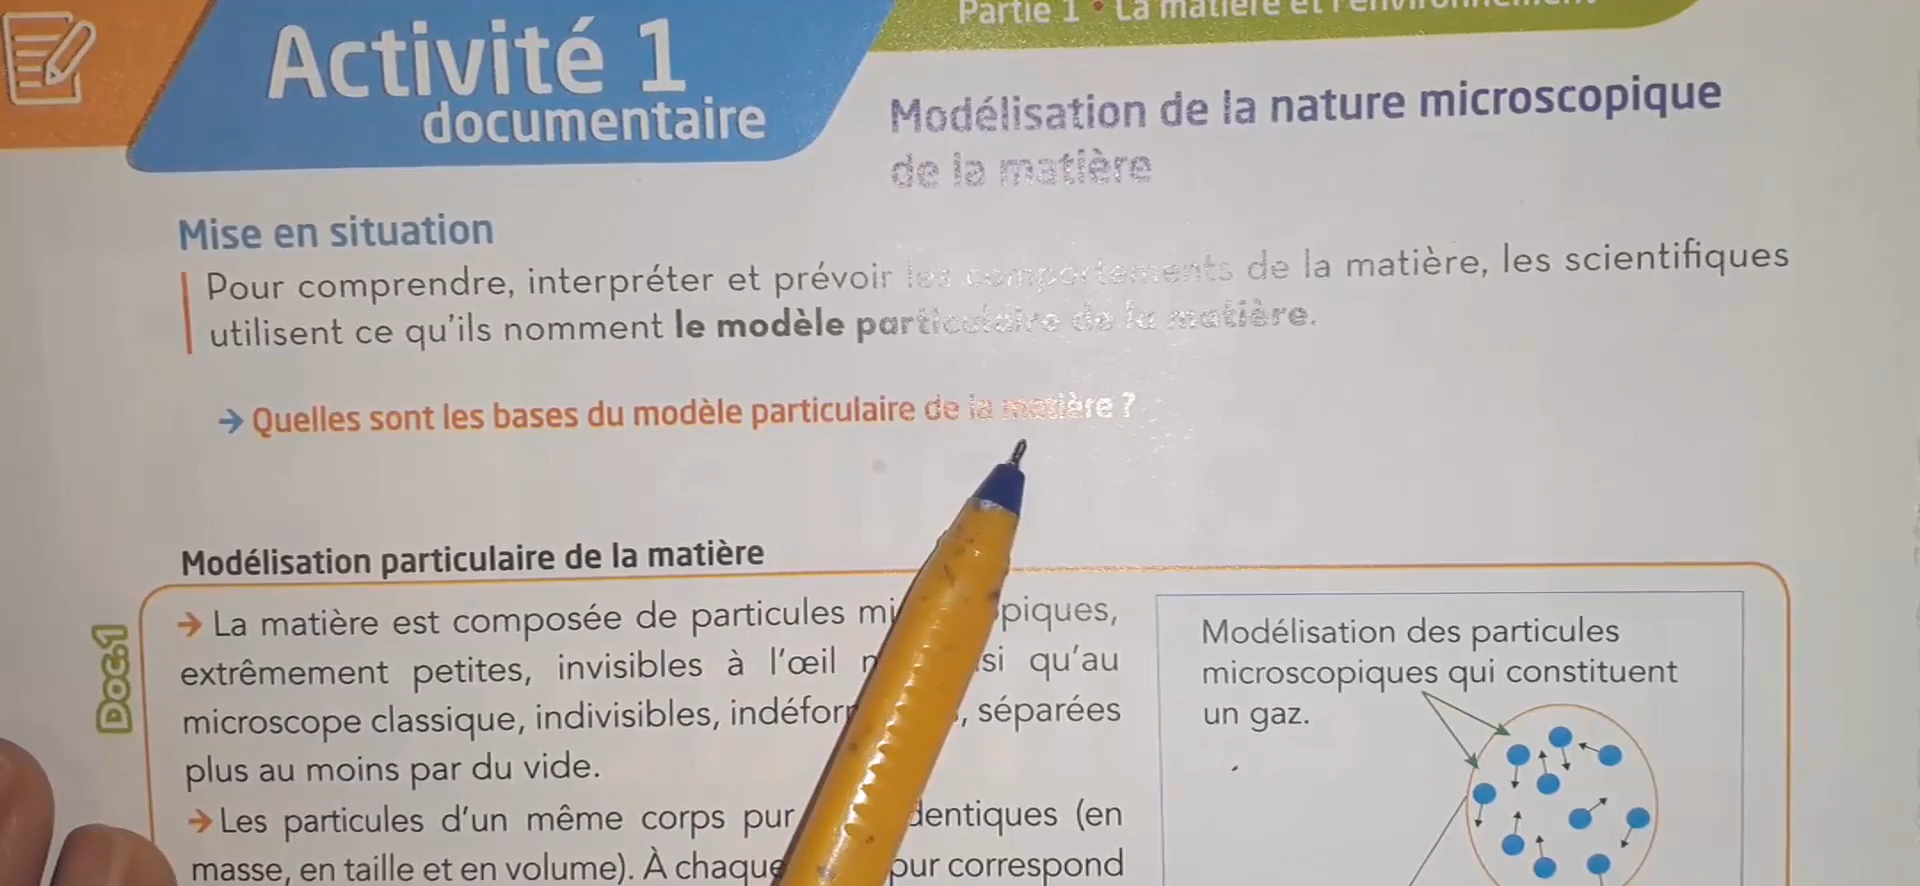 Partie 1 • La matière et l'environnement
Activité 1
documentaire
Modélisation de la nature microscopique
de la matière
Mise en situation
Pour comprendre, interpréter et prévoir les comportements de la matière, les scientifiques
utilisent ce qu'ils nomment le modèle particulaire de la matière.
→ Quelles sont les bases du modèle particulaire de la matière ?
Modélisation particulaire de la matière
Doc.1
→ La matière est composée de particules mi piques,
extrêmement petites, invisibles à l'œil si qu'au
microscope classique, indivisibles, indéfor , séparées
plus au moins par du vide.
→ Les particules d'un même corps pur dentiques (en
masse, en taille et en volume). À chaque our correspond
Modélisation des particules
microscopiques qui constituent
un gaz.